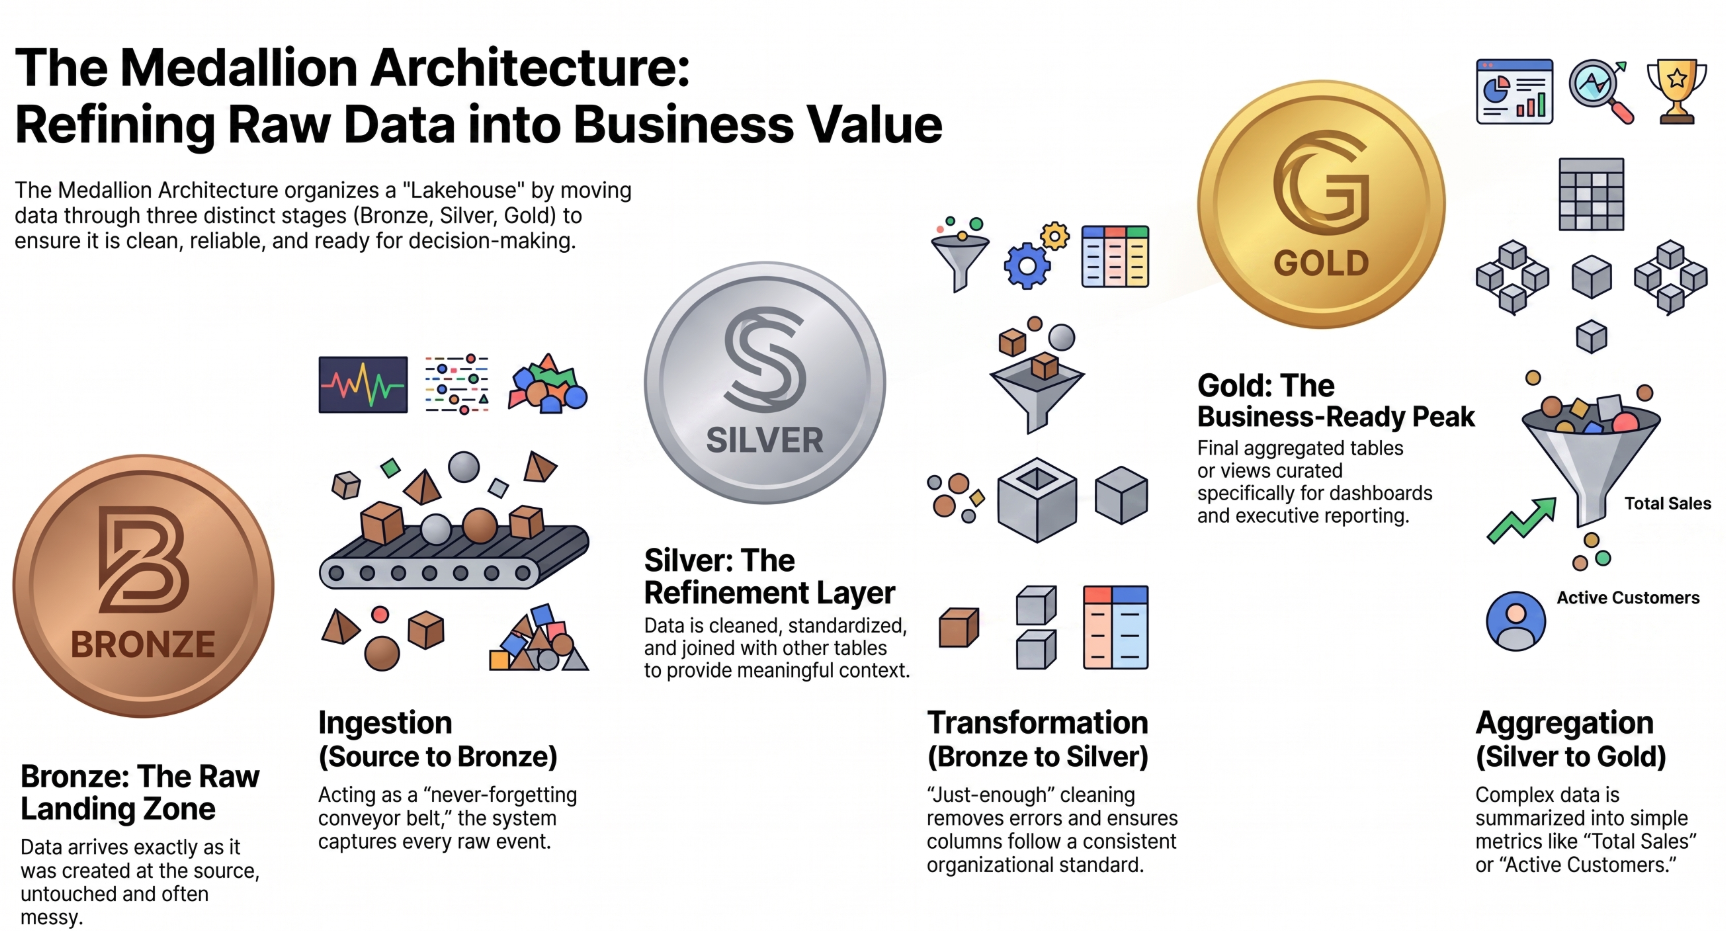 The Medallion Architecture:
Refining Raw Data into Business Value
The Medallion Architecture organizes a "Lakehouse" by moving
data through three distinct stages (Bronze, Silver, Gold) to
ensure it is clean, reliable, and ready for decision-making.
B
BRONZE
Bronze: The Raw
Landing Zone
Data arrives exactly as it
was created at the source,
untouched and often
messy.
Ingestion
(Source to Bronze)
Acting as a “never-forgetting
conveyor belt,” the system
captures every raw event.
S
SILVER
Silver: The
Refinement Layer
Data is cleaned, standardized,
and joined with other tables
to provide meaningful context.
Transformation
(Bronze to Silver)
“Just-enough” cleaning
removes errors and ensures
columns follow a consistent
organizational standard.
G
GOLD
Gold: The
Business-Ready Peak
Final aggregated tables
or views curated
specifically for dashboards
and executive reporting.
Total Sales
Active Customers
Aggregation
(Silver to Gold)
Complex data is
summarized into simple
metrics like “Total Sales”
or “Active Customers.”